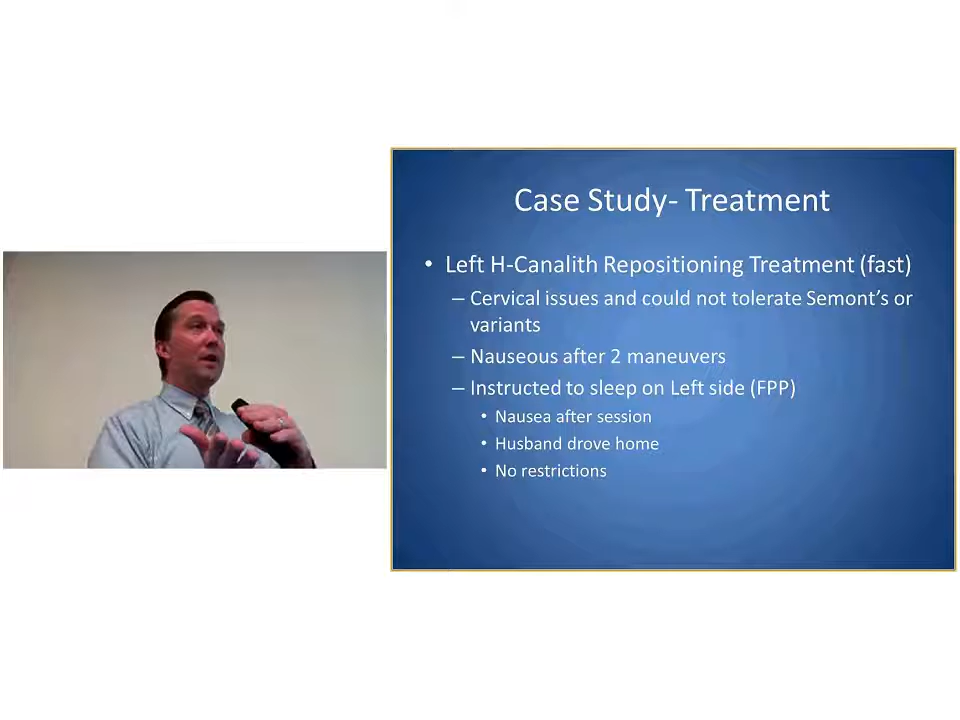 Case Study- Treatment
• Left H-Canalith Repositioning Treatment (fast)
– Cervical issues and could not tolerate Semont's or
variants
– Nauseous after 2 maneuvers
– Instructed to sleep on Left side (FPP)
• Nausea after session
• Husband drove home
• No restrictions